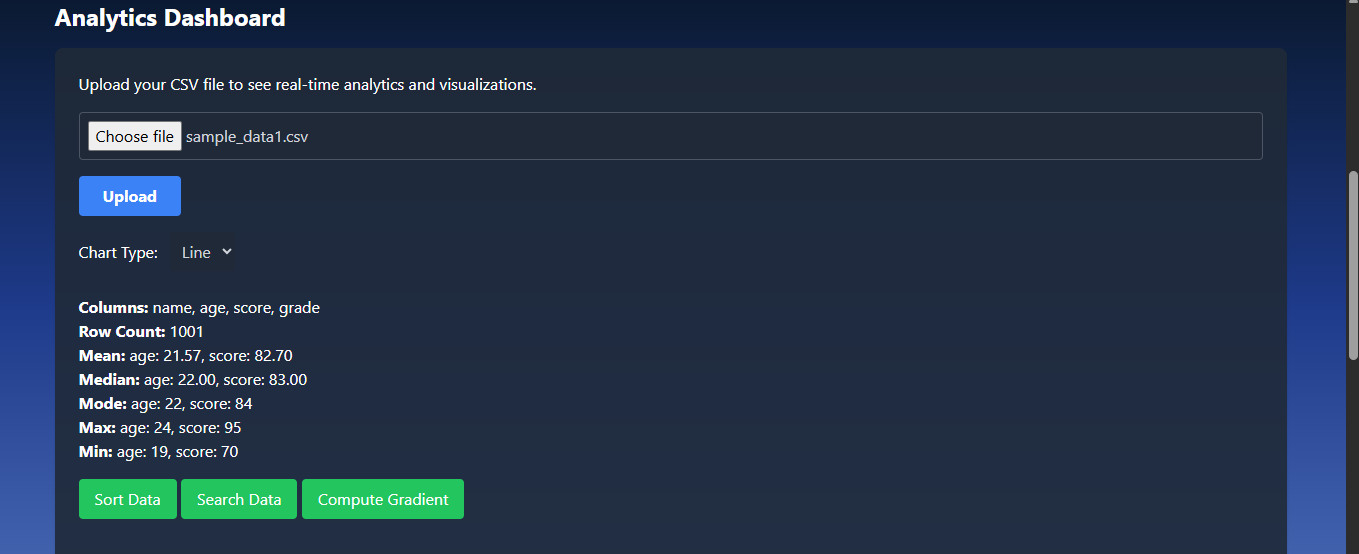 Analytics Dashboard
Upload your CSV file to see real-time analytics and visualizations.
Choose file sample_data1.csv
Upload
Chart Type: Line
Columns: name, age, score, grade
Row Count: 1001
Mean: age: 21.57, score: 82.70
Median: age: 22.00, score: 83.00
Mode: age: 22, score: 84
Max: age: 24, score: 95
Min: age: 19, score: 70
Sort Data Search Data Compute Gradient